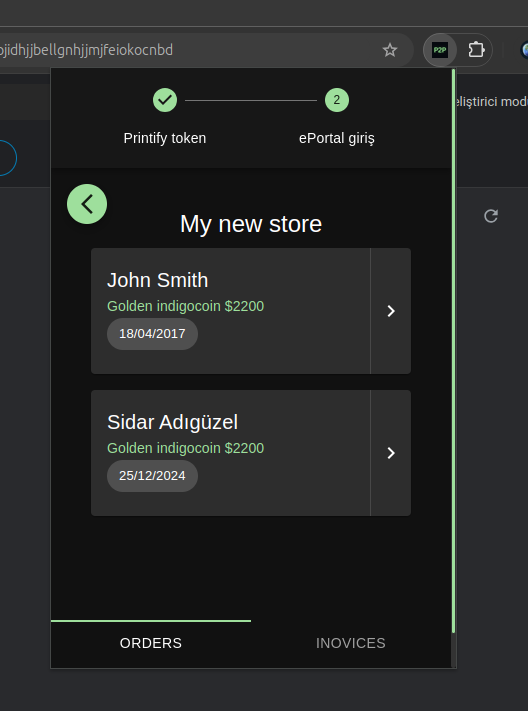 ojidhjjbellgnhjjmjfeiokocnbd
P2P
eliştirici mod
2
Printify token
ePortal giriş
My new store
John Smith
Golden indigocoin $2200
18/04/2017
Sidar Adıgüzel
Golden indigocoin $2200
25/12/2024
ORDERS
INOVICES